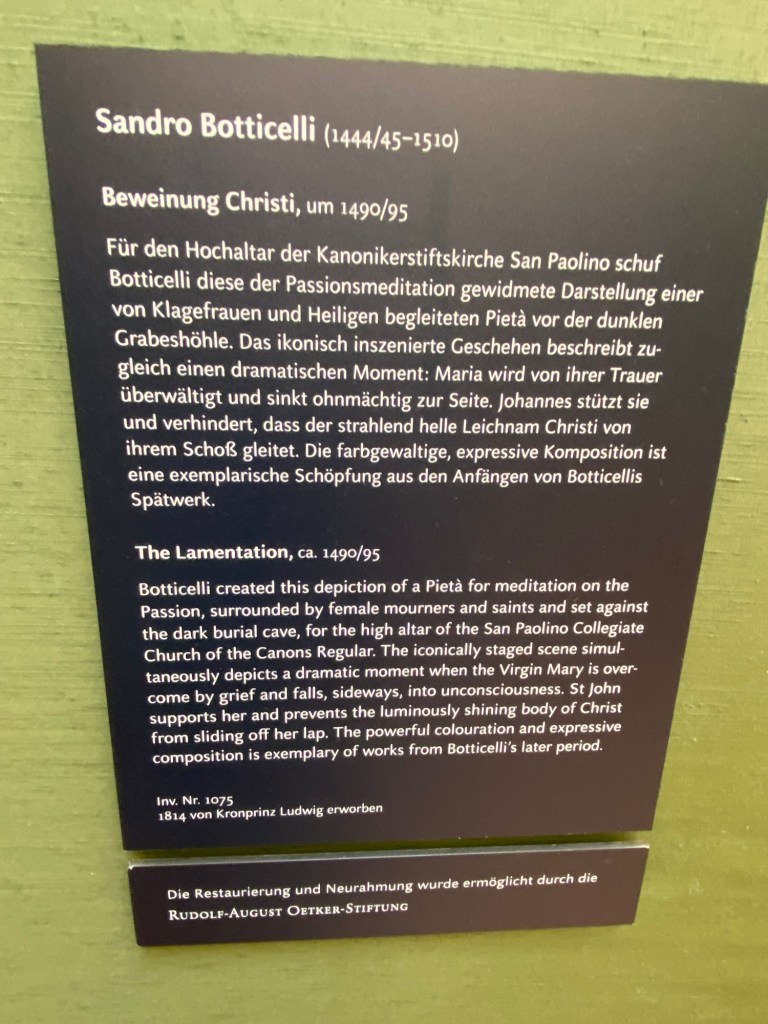 Sandro Botticelli (1444/45–1510)
Beweinung Christi, um 1490/95
Für den Hochaltar der Kanonikerstiftskirche San Paolino schuf
Botticelli diese der Passionsmeditation gewidmete Darstellung einer
von Klagefrauen und Heiligen begleiteten Pietà vor der dunklen
Grabeshöhle. Das ikonisch inszenierte Geschehen beschreibt zu-
gleich einen dramatischen Moment: Maria wird von ihrer Trauer
überwältigt und sinkt ohnmächtig zur Seite. Johannes stützt sie
und verhindert, dass der strahlend helle Leichnam Christi von
ihrem Schoß gleitet. Die farbgewaltige, expressive Komposition ist
eine exemplarische Schöpfung aus den Anfängen von Botticellis
Spätwerk.
The Lamentation, ca. 1490/95
Botticelli created this depiction of a Pietà for meditation on the
Passion, surrounded by female mourners and saints and set against
the dark burial cave, for the high altar of the San Paolino Collegiate
Church of the Canons Regular. The iconically staged scene simul-
taneously depicts a dramatic moment when the Virgin Mary is over-
come by grief and falls, sideways, into unconsciousness. St John
supports her and prevents the luminously shining body of Christ
from sliding off her lap. The powerful colouration and expressive
composition is exemplary of works from Botticelli's later period.
Inv. Nr. 1075
1814 von Kronprinz Ludwig erworben
Die Restaurierung und Neurahmung wurde ermöglicht durch die
Rudolf-August Oetker-Stiftung